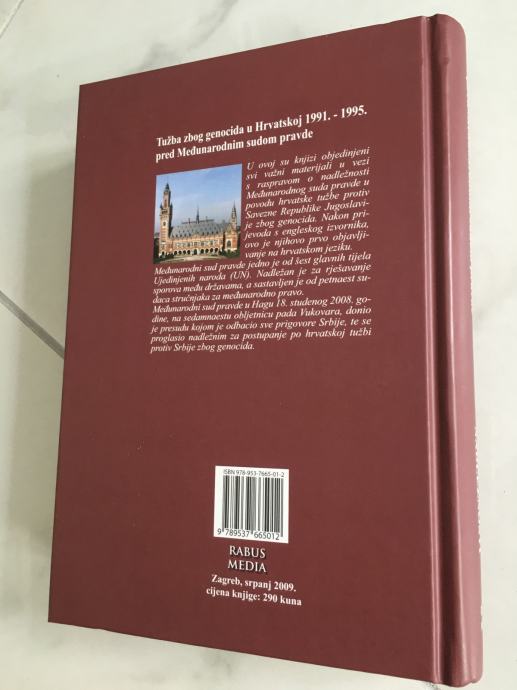 Tužba zbog genocida u Hrvatskoj 1991. - 1995.
pred Međunarodnim sudom pravde
U ovoj su knjizi objedinjeni
svi važni materijali u vezi
s raspravom o nadležnosti
Međunarodnog suda pravde u
povodu hrvatske tužbe protiv
Savezne Republike Jugoslavi-
je zbog genocida. Nakon pri-
jevoda s engleskog izvornika,
ovo je njihovo prvo objavlji-
vanje na hrvatskom jeziku.
Međunarodni sud pravde jedno je od šest glavnih tijela
Ujedinjenih naroda (UN). Nadležan je za rješavanje
sporova među državama, a sastavljen je od petnaest su-
daca stručnjaka za međunarodno pravo.
Međunarodni sud pravde u Hagu 18. studenog 2008. go-
dine, na sedamnaestu obljetnicu pada Vukovara, donio
je presudu kojom je odbacio sve prigovore Srbije, te se
proglasio nadležnim za postupanje po hrvatskoj tužbi
protiv Srbije zbog genocida.
ISBN 978-953-7665-01-2
9 789537 665012
RABUS
MEDIA
Zagreb, srpanj 2009.
cijena knjige: 290 kuna